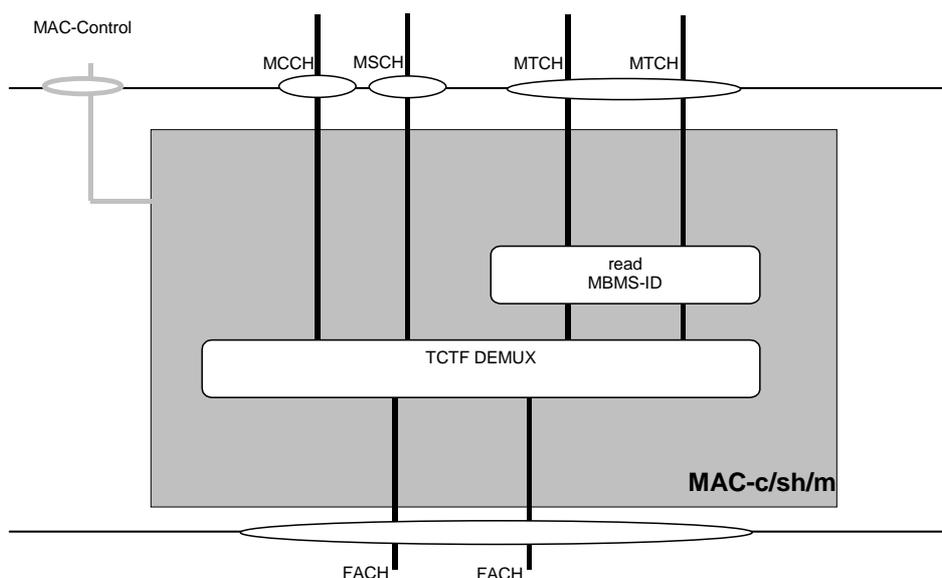 MAC-Control
MCCH
MSCH
MTCH
MTCH
read
MBMS-ID
TCTF DEMUX
MAC-c/sh/m
FACH
FACH